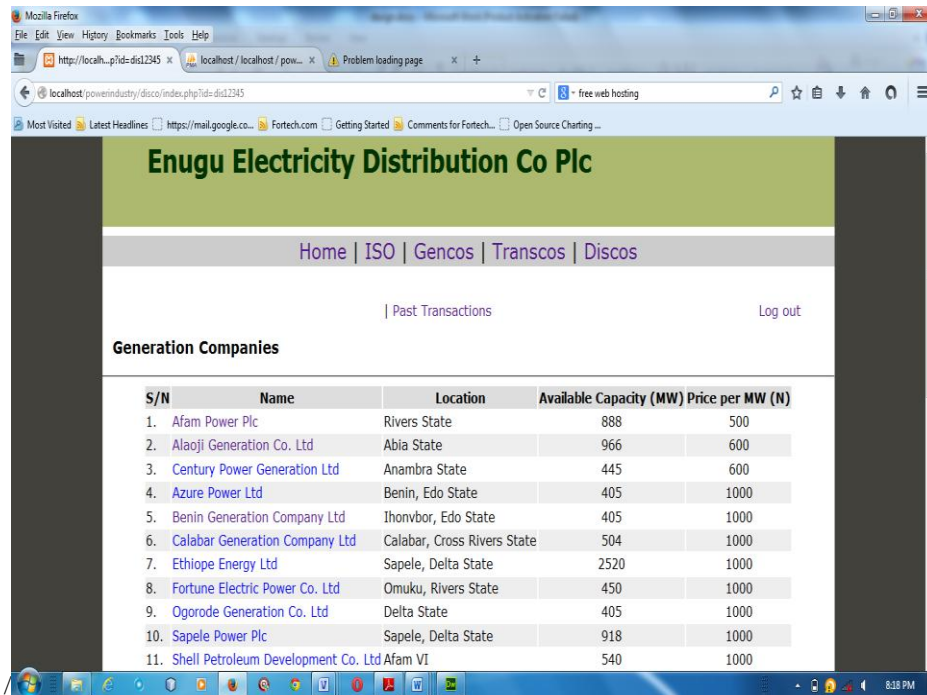 Mozilla Firefox
File Edit View History Bookmarks Tools Help
http://localh...p?id=dis12345 × localhost / localhost / pow... × Problem loading page × +
localhost/powerindustry/disco/index.php?id=dis12345 8 - free web hosting
Most Visited Latest Headlines https://mail.google.co... Fortech.com Getting Started Comments for Fortech... Open Source Charting ...
Enugu Electricity Distribution Co Plc
Home | ISO | Gencos | Transcos | Discos
| Past Transactions Log out
Generation Companies
S/N Name Location Available Capacity (MW) Price per MW (N)
1. Afam Power Plc Rivers State 888 500
2. Alaoji Generation Co. Ltd Abia State 966 600
3. Century Power Generation Ltd Anambra State 445 600
4. Azure Power Ltd Benin, Edo State 405 1000
5. Benin Generation Company Ltd Ihonvbor, Edo State 405 1000
6. Calabar Generation Company Ltd Calabar, Cross Rivers State 504 1000
7. Ethiope Energy Ltd Sapele, Delta State 2520 1000
8. Fortune Electric Power Co. Ltd Omuku, Rivers State 450 1000
9. Ogorode Generation Co. Ltd Delta State 405 1000
10. Sapele Power Plc Sapele, Delta State 918 1000
11. Shell Petroleum Development Co. Ltd Afam VI 540 1000
/ 8:18 PM